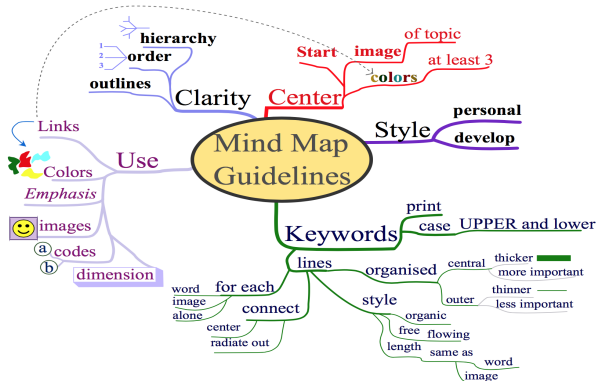 Mind Map
Guidelines
Clarity
hierarchy
order
1
2
3
outlines
Center
Start
image
of topic
colors
at least 3
Style
personal
develop
Use
Links
Colors
Emphasis
images
codes
a
b
dimension
Keywords
print
case
UPPER and lower
lines
for each
word
image
alone
connect
center
radiate out
organised
central
thicker
more important
outer
thinner
less important
style
organic
free
flowing
length
same as
word
image